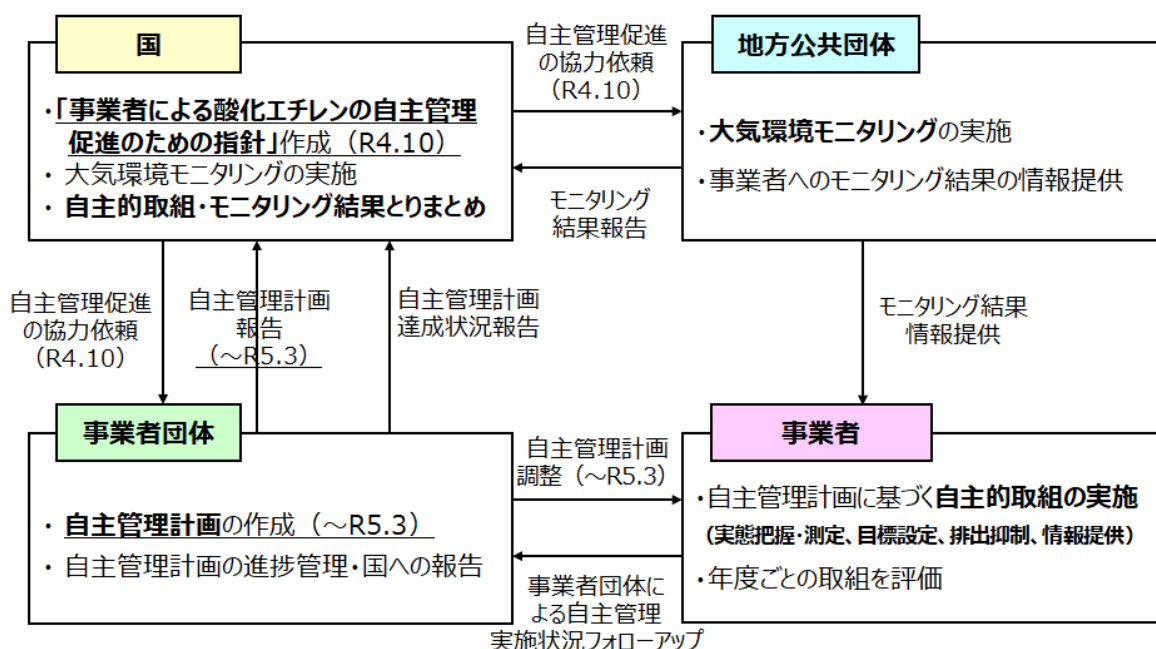 国
・「事業者による酸化エチレンの自主管理
促進のための指針」作成（R4.10）
・ 大気環境モニタリングの実施
・ 自主的取組・モニタリング結果とりまとめ
自主管理促進
の協力依頼
（R4.10）
モニタリング
結果報告
地方公共団体
・大気環境モニタリングの実施
・事業者へのモニタリング結果の情報提供
自主管理促進
の協力依頼
（R4.10）
自主管理計画
報告
（～R5.3）
自主管理計画
達成状況報告
モニタリング結果
情報提供
事業者団体
・ 自主管理計画の作成（～R5.3）
・ 自主管理計画の進捗管理・国への報告
自主管理計画
調整（～R5.3）
事業者団体に
よる自主管理
実施状況フォローアップ
事業者
・自主管理計画に基づく自主的取組の実施
（実態把握・測定、目標設定、排出抑制、情報提供）
・年度ごとの取組を評価